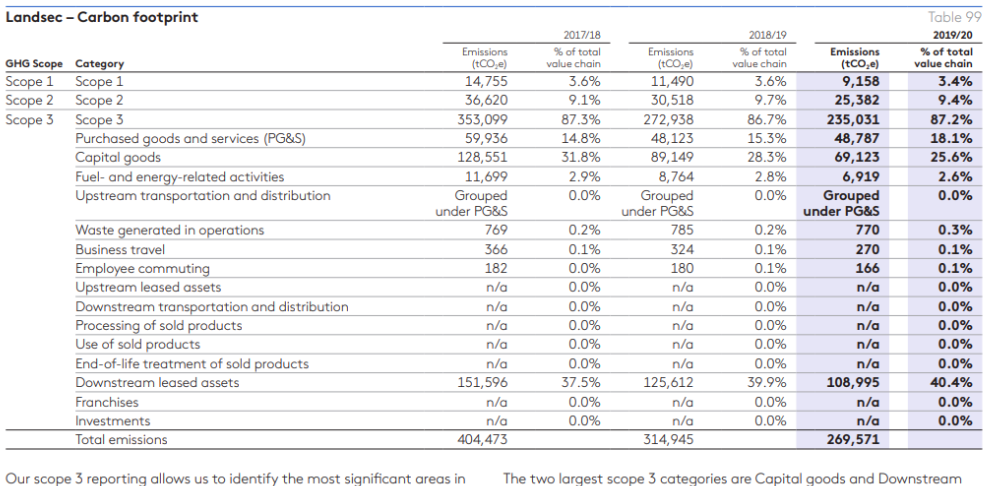 Landsec – Carbon footprint Table 99
2017/18 2018/19 2019/20
Emissions % of total Emissions % of total Emissions % of total
GHG Scope Category (tCO₂e) value chain (tCO₂e) value chain (tCO₂e) value chain
Scope 1 Scope 1 14,755 3.6% 11,490 3.6% 9,158 3.4%
Scope 2 Scope 2 36,620 9.1% 30,518 9.7% 25,382 9.4%
Scope 3 Scope 3 353,099 87.3% 272,938 86.7% 235,031 87.2%
Purchased goods and services (PG&S) 59,936 14.8% 48,123 15.3% 48,787 18.1%
Capital goods 128,551 31.8% 89,149 28.3% 69,123 25.6%
Fuel- and energy-related activities 11,699 2.9% 8,764 2.8% 6,919 2.6%
Upstream transportation and distribution Grouped 0.0% Grouped 0.0% Grouped 0.0%
under PG&S under PG&S under PG&S
Waste generated in operations 769 0.2% 785 0.2% 770 0.3%
Business travel 366 0.1% 324 0.1% 270 0.1%
Employee commuting 182 0.0% 180 0.1% 166 0.1%
Upstream leased assets n/a 0.0% n/a 0.0% n/a 0.0%
Downstream transportation and distribution n/a 0.0% n/a 0.0% n/a 0.0%
Processing of sold products n/a 0.0% n/a 0.0% n/a 0.0%
Use of sold products n/a 0.0% n/a 0.0% n/a 0.0%
End-of-life treatment of sold products n/a 0.0% n/a 0.0% n/a 0.0%
Downstream leased assets 151,596 37.5% 125,612 39.9% 108,995 40.4%
Franchises n/a 0.0% n/a 0.0% n/a 0.0%
Investments n/a 0.0% n/a 0.0% n/a 0.0%
Total emissions 404,473 314,945 269,571
Our scope 3 reporting allows us to identify the most significant areas in
The two largest scope 3 categories are Capital goods and Downstream